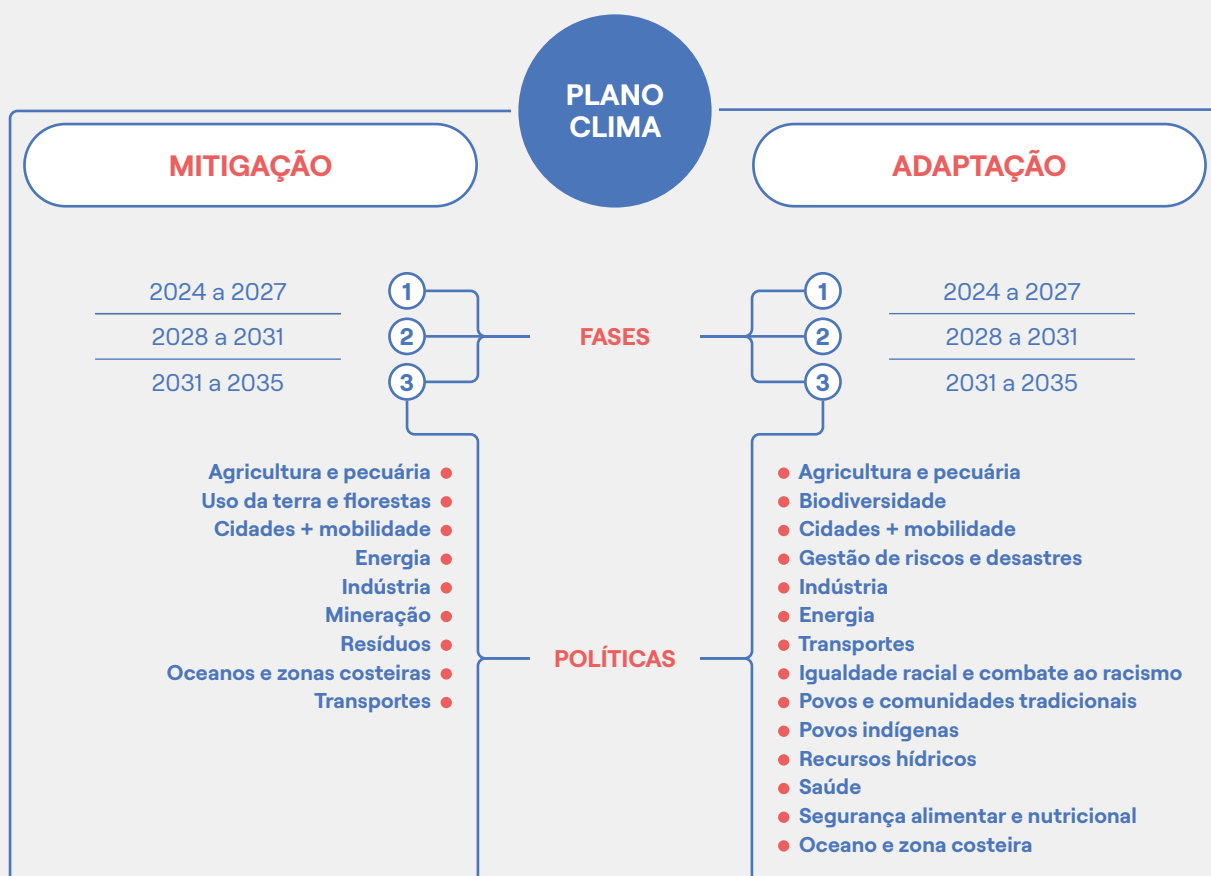 PLANO
CLIMA
MITIGAÇÃO
ADAPTAÇÃO
2024 a 2027
1
2028 a 2031
2
2031 a 2035
3
FASES
1
2024 a 2027
2
2028 a 2031
3
2031 a 2035
Agricultura e pecuária
Uso da terra e florestas
Cidades + mobilidade
Energia
Indústria
Mineração
Resíduos
Oceanos e zonas costeiras
Transportes
POLÍTICAS
Agricultura e pecuária
Biodiversidade
Cidades + mobilidade
Gestão de riscos e desastres
Indústria
Energia
Transportes
Igualdade racial e combate ao racismo
Povos e comunidades tradicionais
Povos indígenas
Recursos hídricos
Saúde
Segurança alimentar e nutricional
Oceano e zona costeira